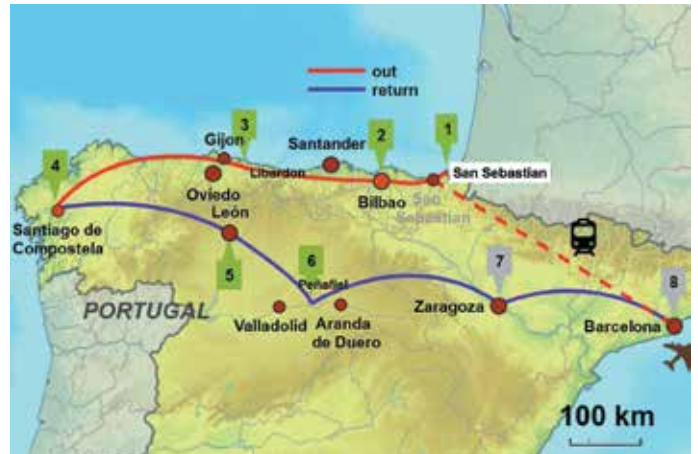 out
return
3
Gijon
Santander
2
1
4
Libardon
San Sebastian
Oviedo
Bilbao
San
Sebastian
León
Santiago de
Compostela
5
6
7
8
Peñafiel
PORTUGAL
Valladolid
Aranda
de Duero
Zaragoza
Barcelona
100 km